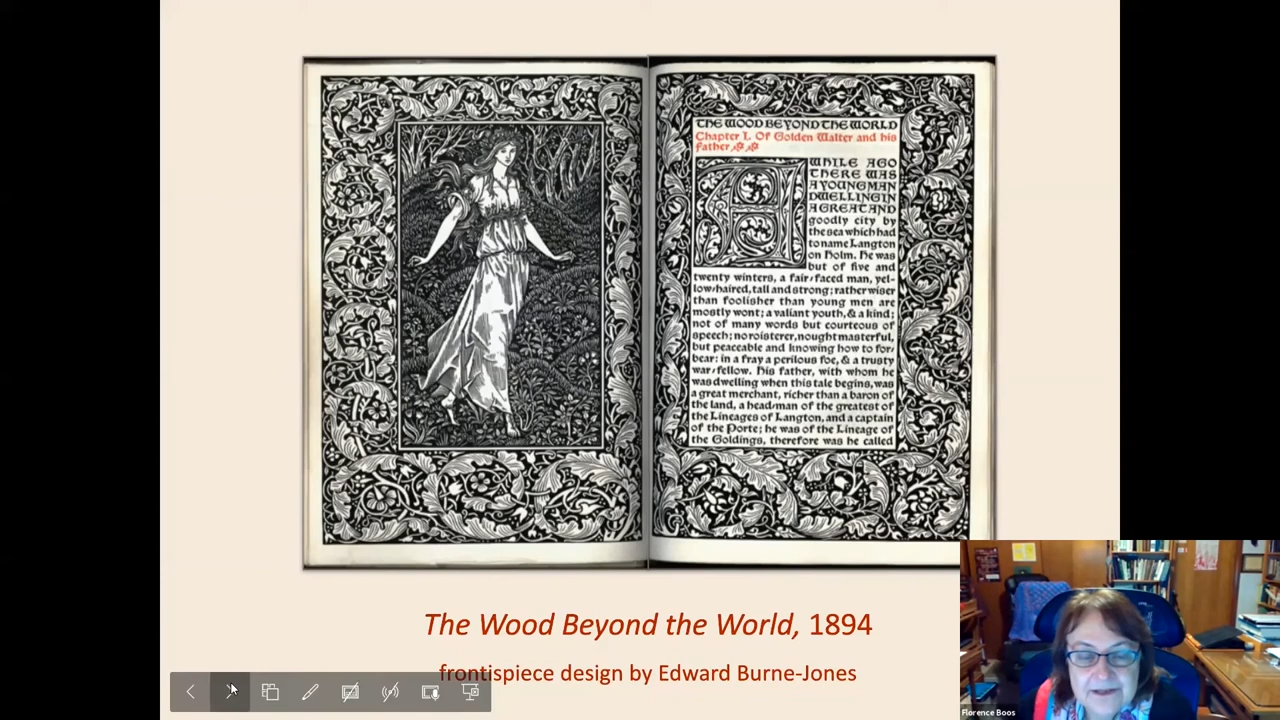 THE WOOD BEYOND THE WORLD
Chapter I. Of Golden Walter and his
father.
A WHILE AGO
THERE WAS
A YOUNG MAN
DWELLING IN
A GREAT AND
goodly city by
the sea which had
to name Langton
on Holm. He was
but of five and
twenty winters, a fair-faced man, yel-
low-haired, tall and strong; rather wiser
than foolisher than young men are
mostly wont; a valiant youth, & a kind;
not of many words but courteous of
speech; no roisterer, nought masterful,
but peaceable and knowing how to for-
bear: in a fray a perilous foe, & a trusty
war-fellow. His father, with whom he
was dwelling when this tale begins, was
a great merchant, richer than a baron of
the land, a head-man of the greatest of
the Lineages of Langton, and a captain
of the Porte; he was of the Lineage of
the Goldings, therefore was he called
The Wood Beyond the World, 1894
frontispiece design by Edward Burne-Jones
Florence Boos